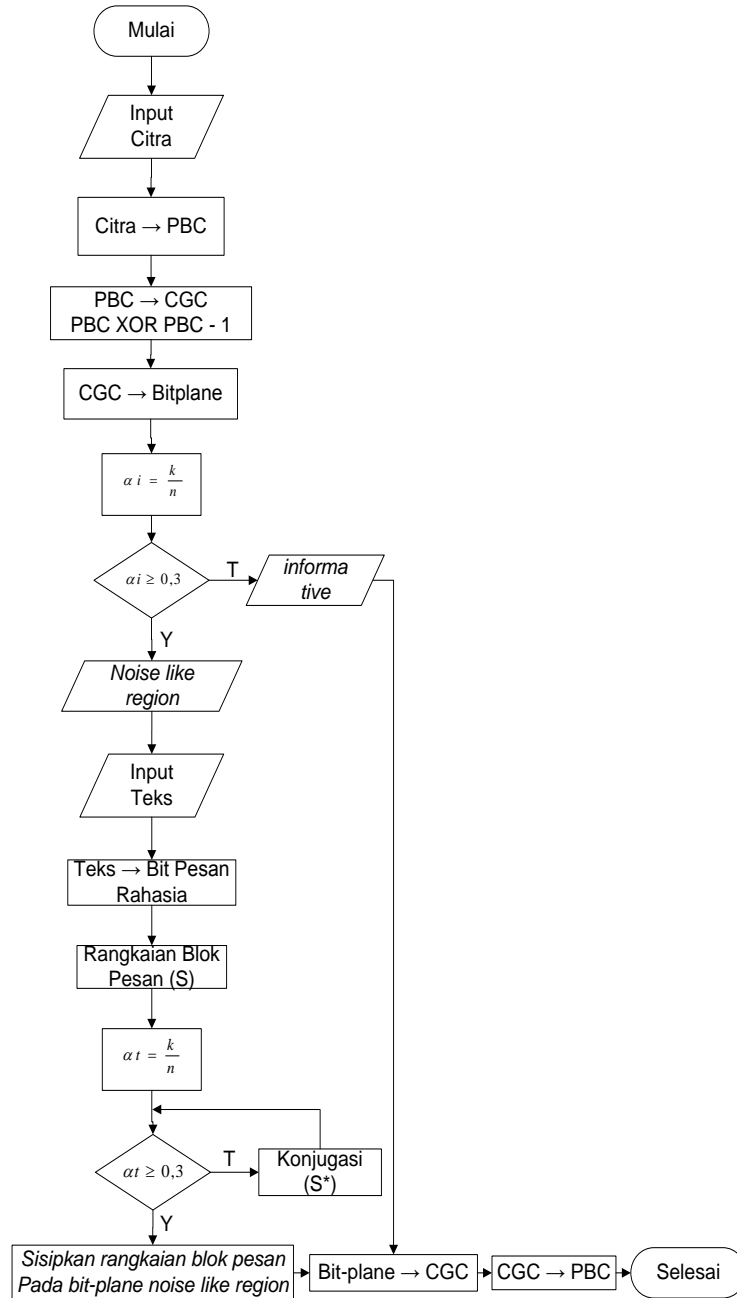 Mulai
Input
Citra
Citra → PBC
PBC → CGC
PBC XOR PBC - 1
CGC → Bitplane
α i = k/n
α i ≥ 0,3
T
informa
tive
Y
Noise like
region
Input
Teks
Teks → Bit Pesan
Rahasia
Rangkaian Blok
Pesan (S)
α t = k/n
αt ≥ 0,3
T
Konjugasi
(S*)
Y
Sisipkan rangkaian blok pesan
Pada bit-plane noise like region
Bit-plane → CGC
CGC → PBC
Selesai